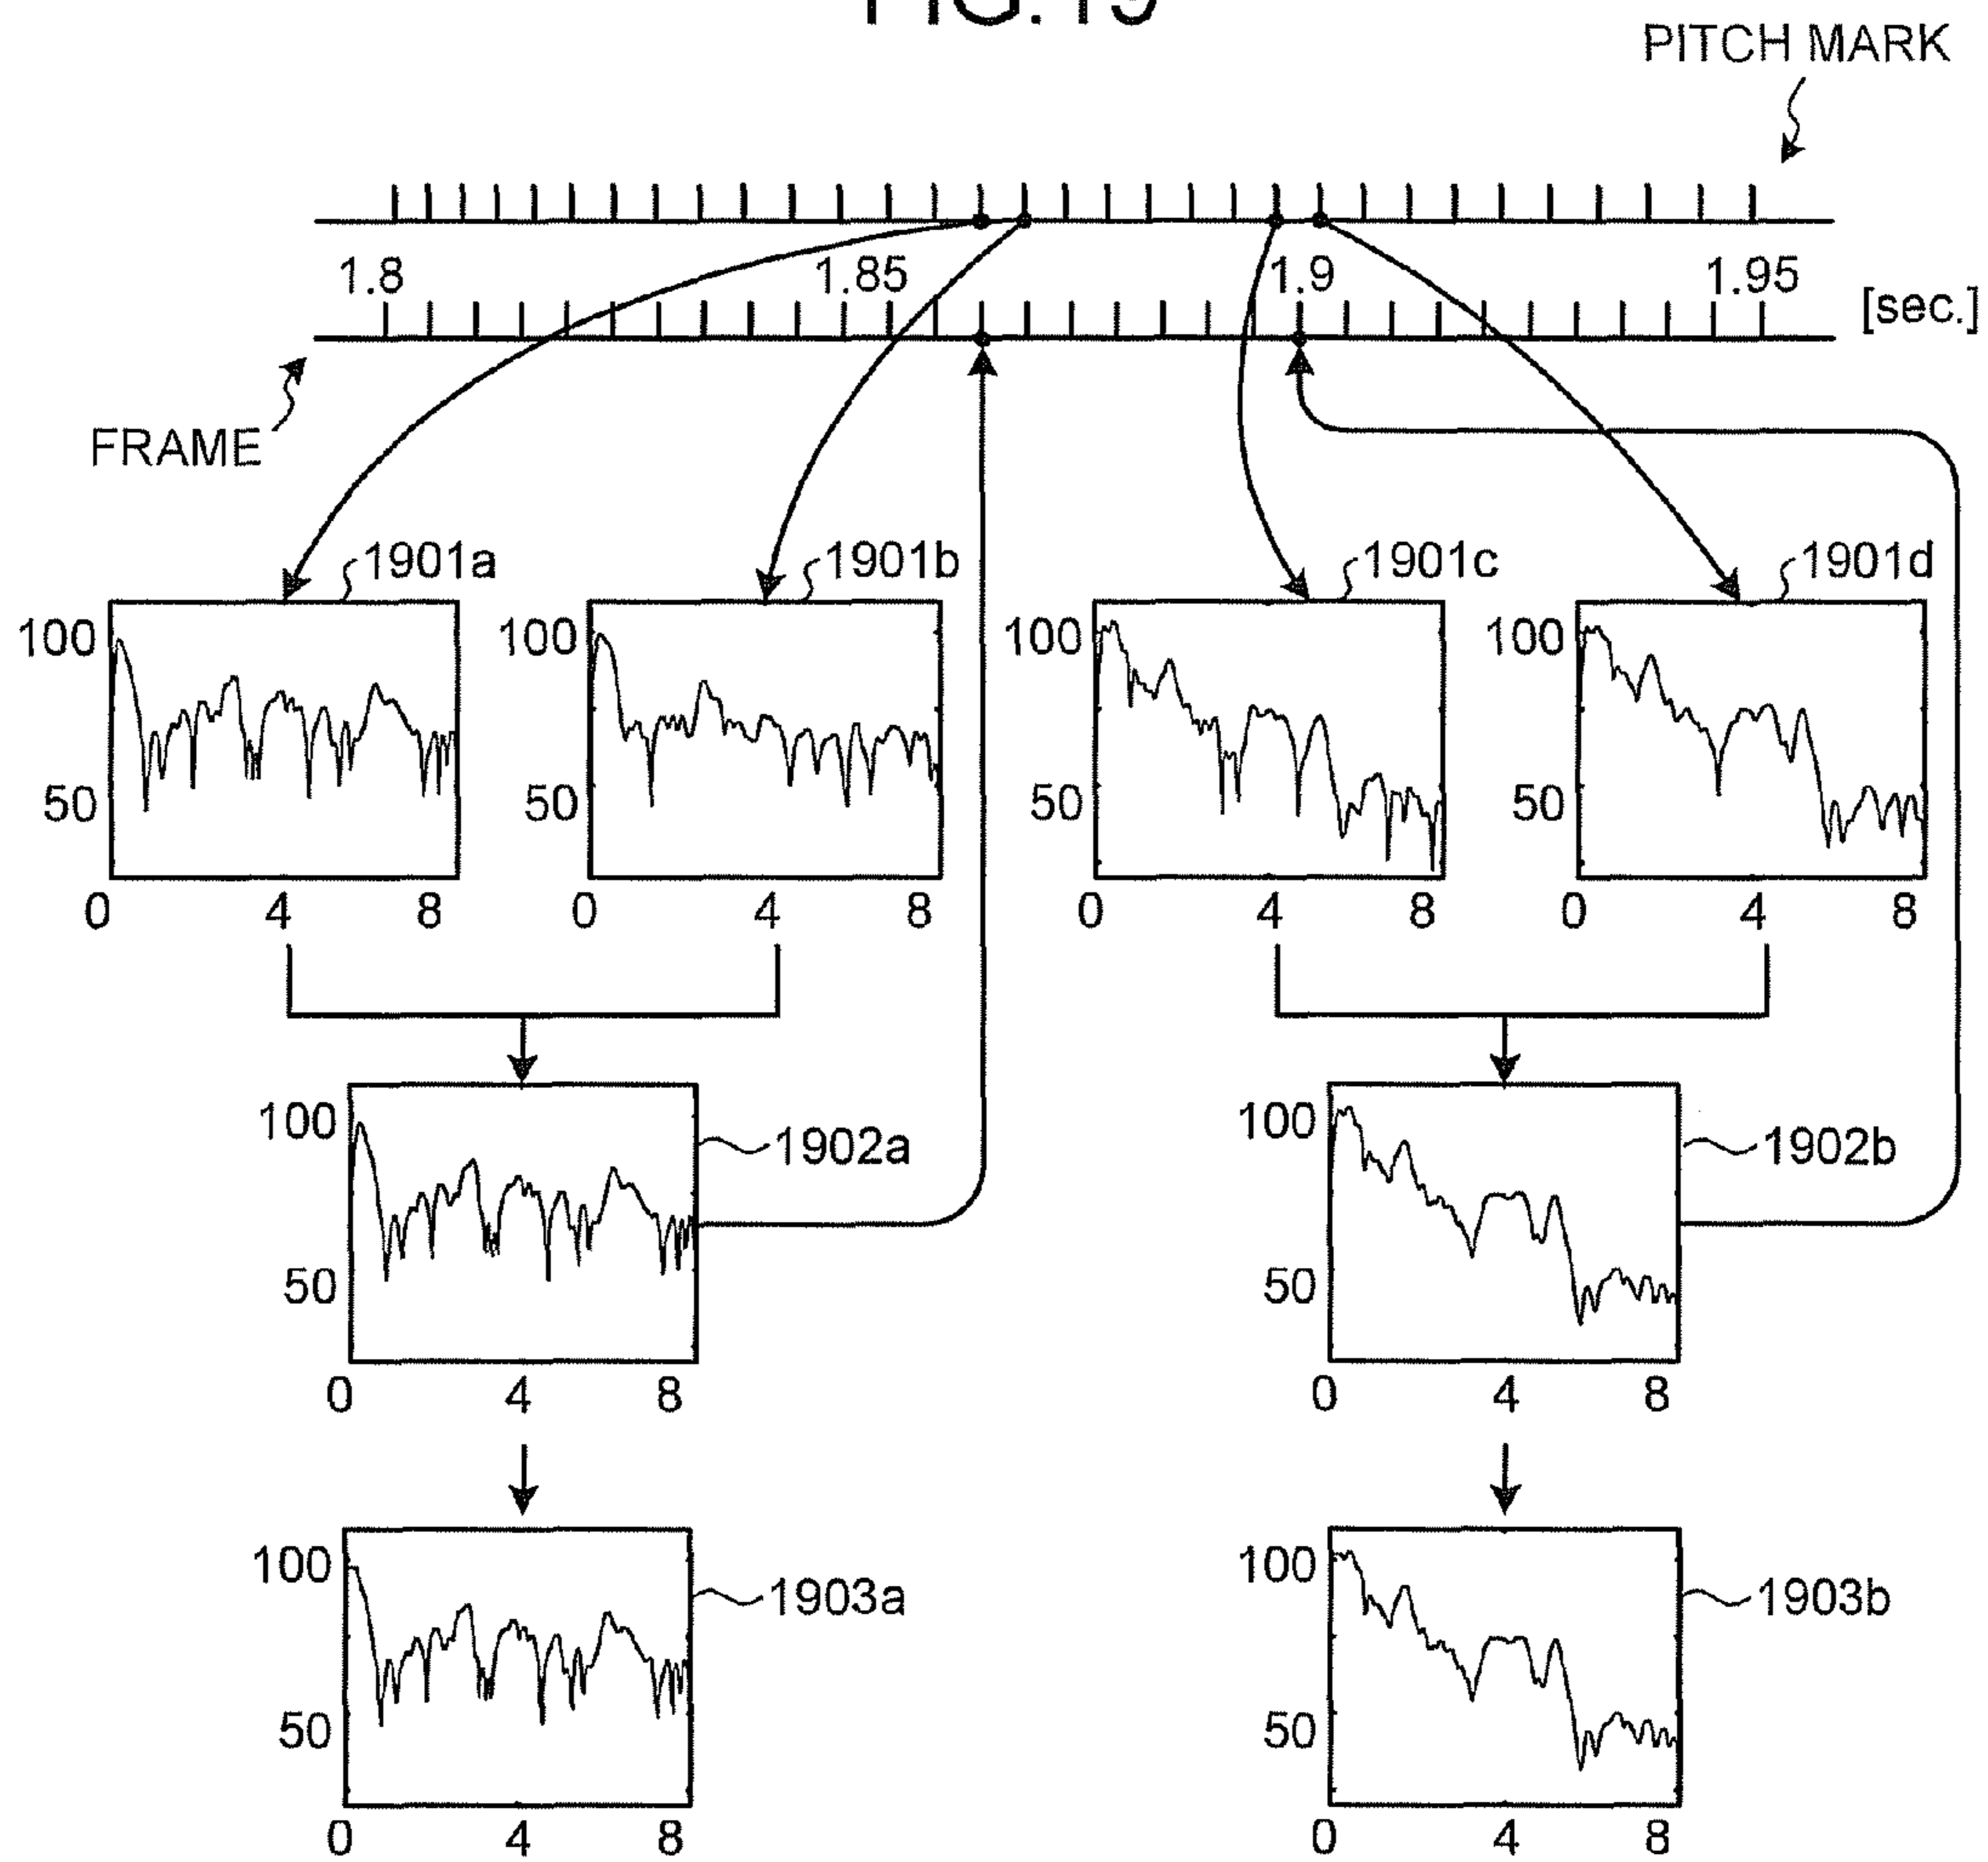 FIG.19
PITCH MARK
1.8 1.85 1.9 1.95
[sec.]
FRAME
1901a 1901b 1901c 1901d
100 100 100 100
50 50 50 50
0 4 8 0 4 8 0 4 8 0 4 8
100 1902a 100 1902b
50 50
0 4 8 0 4 8
100 1903a 100 1903b
50 50
0 4 8 0 4 8